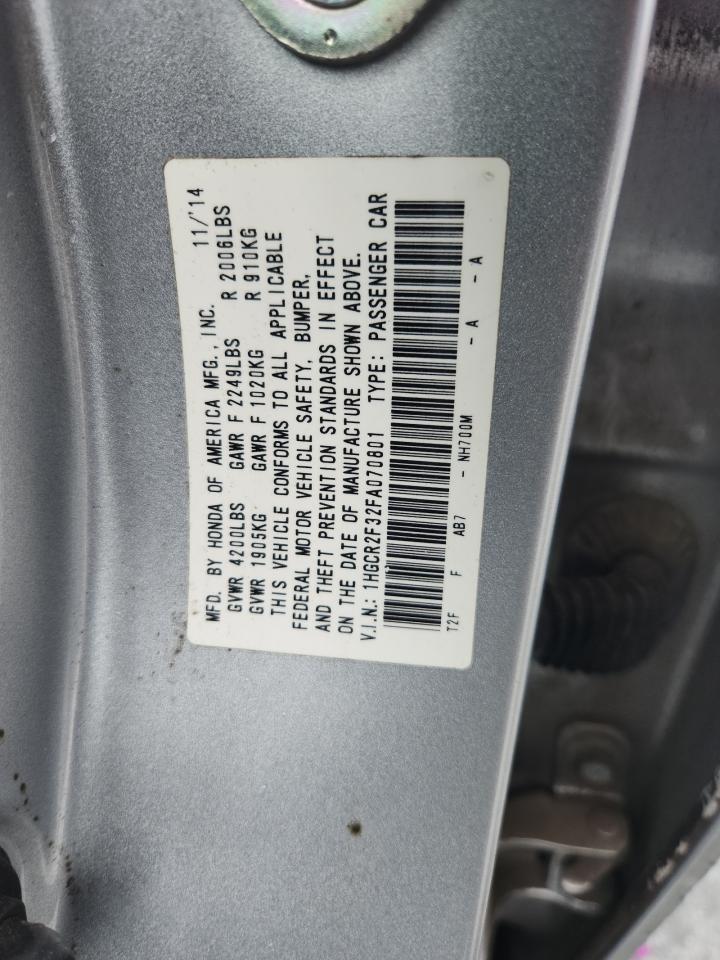 MFD. BY HONDA OF AMERICA MFG., INC. 11/'14
GVWR 4200LBS GAWR F 2249LBS R 2006LBS
GVWR 1905KG GAWR F 1020KG R 910KG
THIS VEHICLE CONFORMS TO ALL APPLICABLE
FEDERAL MOTOR VEHICLE SAFETY, BUMPER,
AND THEFT PREVENTION STANDARDS IN EFFECT
ON THE DATE OF MANUFACTURE SHOWN ABOVE.
V.I.N.: 1HGCR2F32FA070801 TYPE: PASSENGER CAR
T2F F AB7 - NH700M - A - A